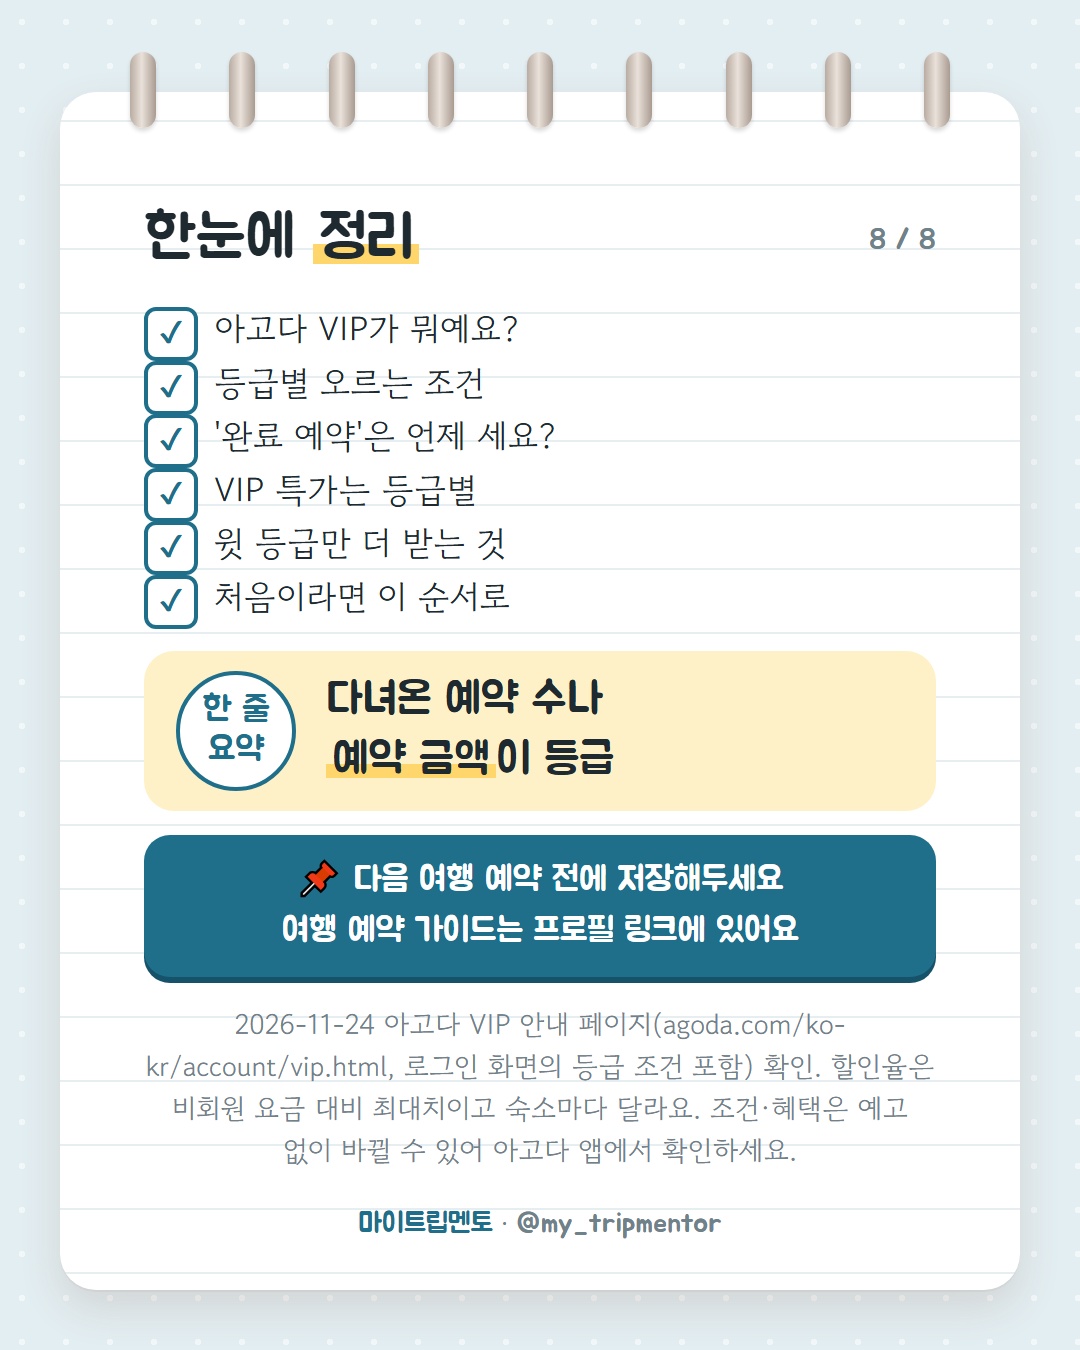 한눈에 정리
8 / 8
아고다 VIP가 뭐예요?
등급별 오르는 조건
'완료 예약'은 언제 세요?
VIP 특가는 등급별
윗 등급만 더 받는 것
처음이라면 이 순서로
한 줄
요약
다녀온 예약 수나
예약 금액이 등급
📌 다음 여행 예약 전에 저장해두세요
여행 예약 가이드는 프로필 링크에 있어요
2026-11-24 아고다 VIP 안내 페이지(agoda.com/ko-
kr/account/vip.html, 로그인 화면의 등급 조건 포함) 확인. 할인율은
비회원 요금 대비 최대치이고 숙소마다 달라요. 조건·혜택은 예고
없이 바뀔 수 있어 아고다 앱에서 확인하세요.
마이트립멘토 · @my_tripmentor